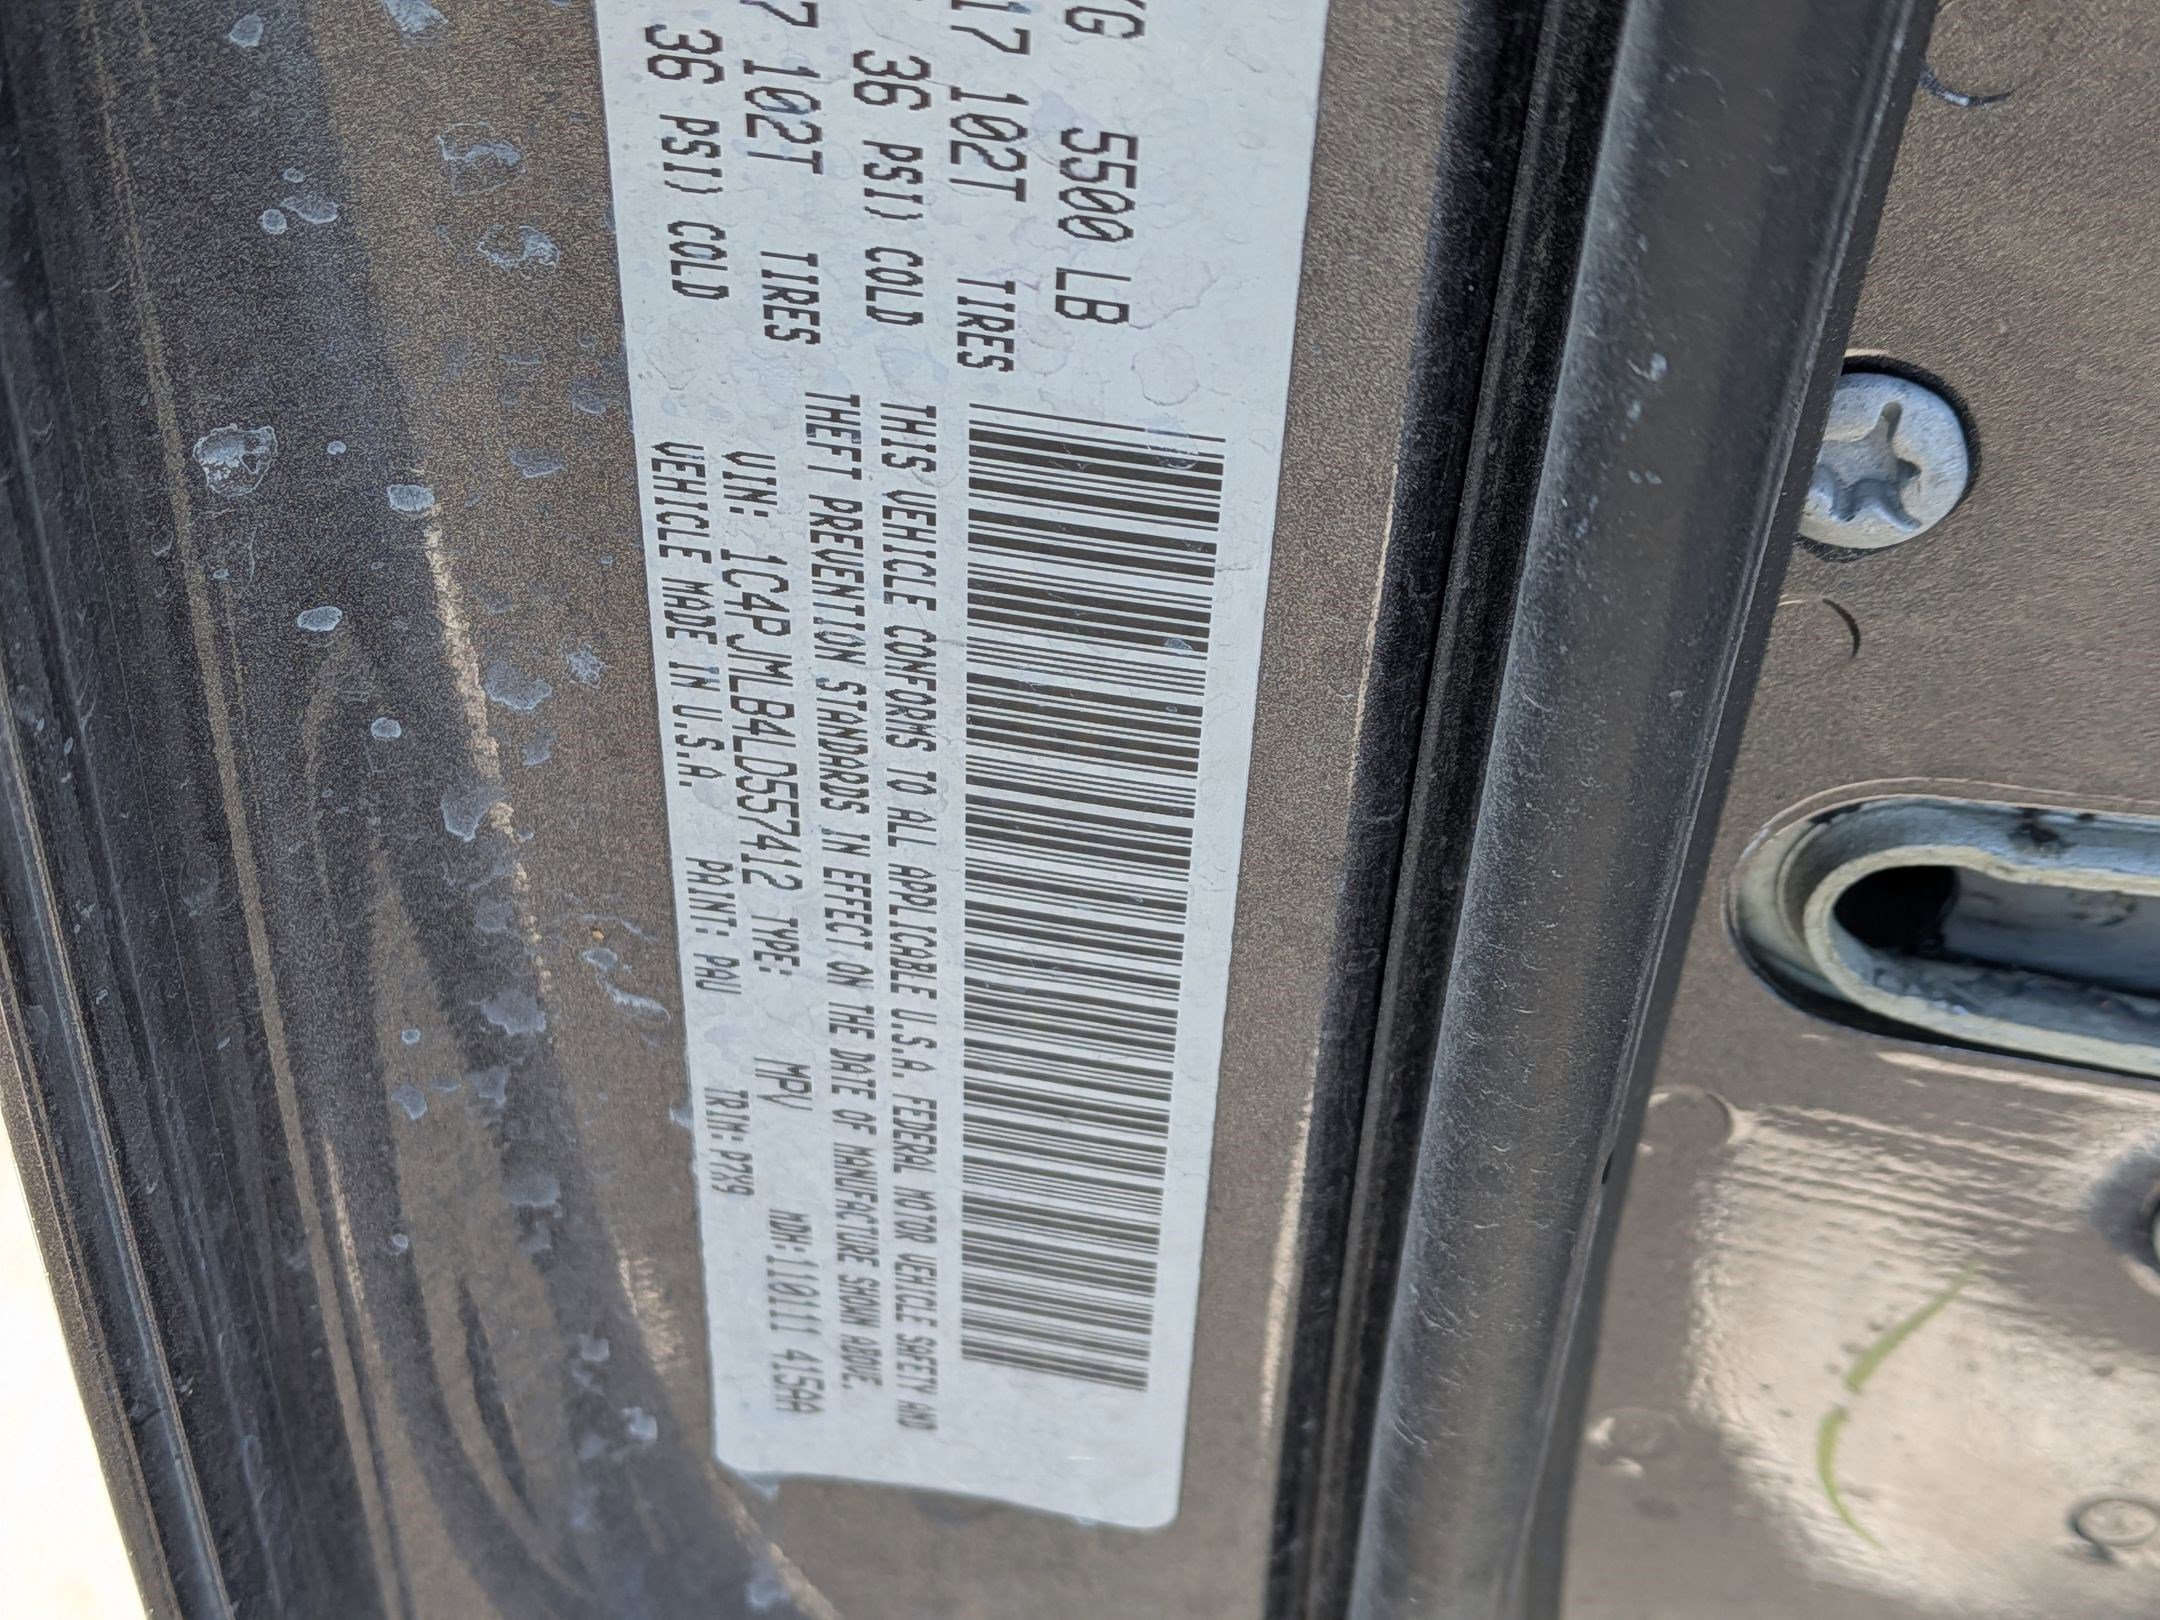 KG 5500 LB
17 102T TIRES
36 PSI) COLD
7 102T TIRES
36 PSI) COLD
THIS VEHICLE CONFORMS TO ALL APPLICABLE U.S.A. FEDERAL MOTOR VEHICLE SAFETY AND
THEFT PREVENTION STANDARDS IN EFFECT ON THE DATE OF MANUFACTURE SHOWN ABOVE.
VIN: 1C4PJMLB4LD557412 TYPE: MPV MDH:110111 415AA
VEHICLE MADE IN U.S.A. PAINT: PAU TRIM: P7X9